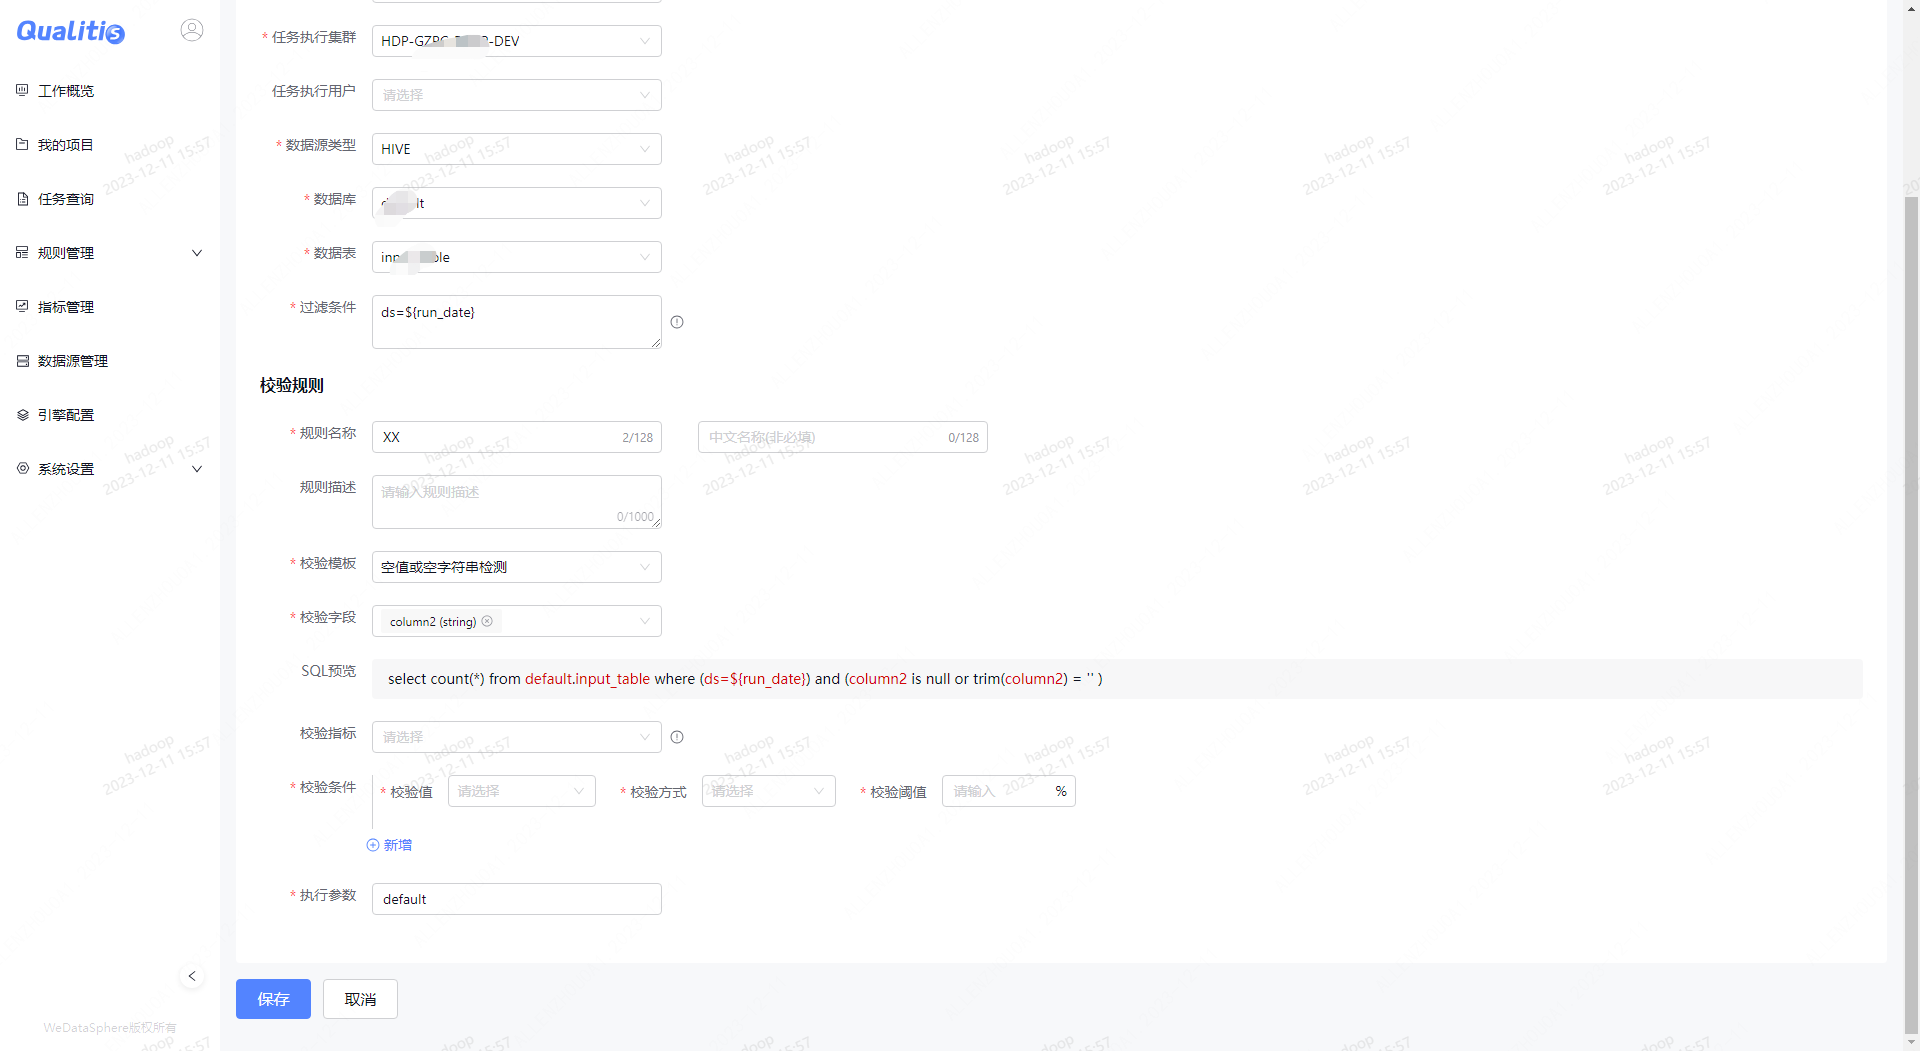 Qualitis
工作概览
我的项目
任务查询
规则管理
指标管理
数据源管理
引擎配置
系统设置
WeDataSphere版权所有
* 任务执行集群
-DEV
任务执行用户
请选择
* 数据源类型
HIVE
* 数据库
* 数据表
* 过滤条件
ds=${run_date}
校验规则
* 规则名称
XX
2/128
中文名称(非必填)
0/128
规则描述
请输入规则描述
0/1000
* 校验模板
空值或空字符串检测
* 校验字段
column2 (string)
SQL预览
select count(*) from default.input_table where (ds=${run_date}) and (column2 is null or trim(column2) = '' )
校验指标
请选择
* 校验条件
* 校验值
请选择
* 校验方式
请选择
* 校验阈值
请输入
%
新增
* 执行参数
default
保存
取消
hadoop
2023-12-11 15:57